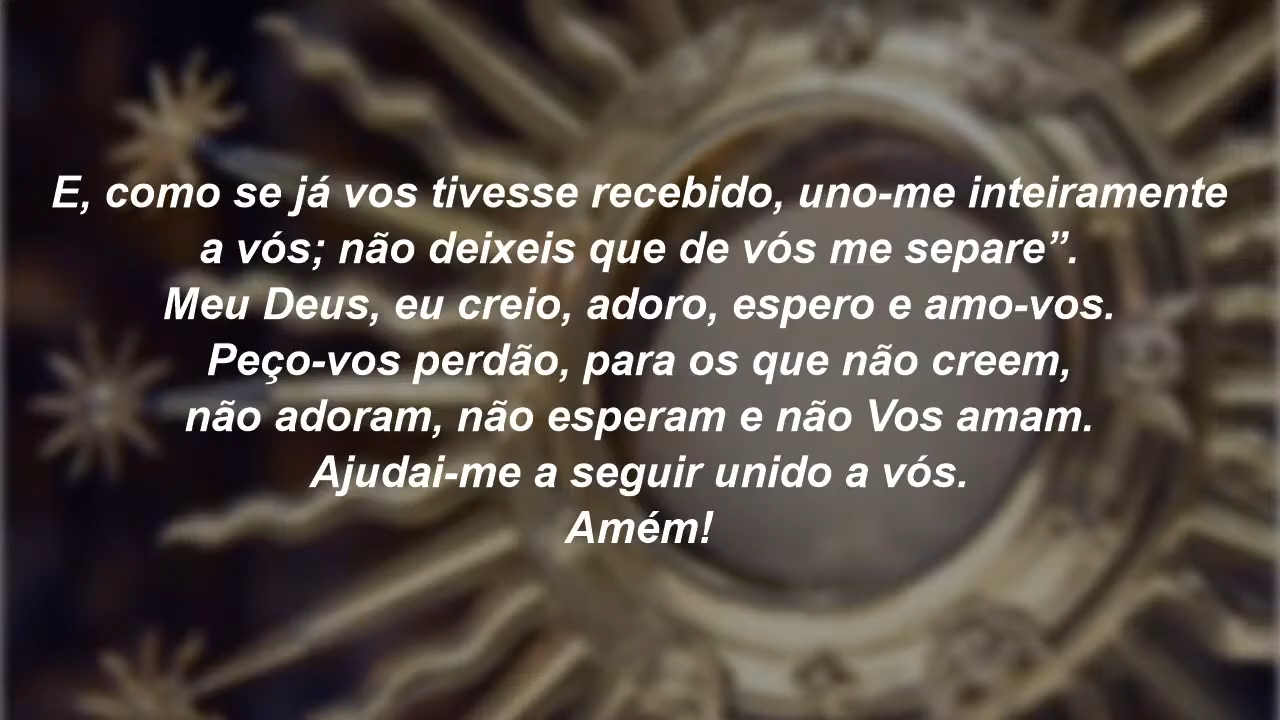 E, como se já vos tivesse recebido, uno-me inteiramente
a vós; não deixeis que de vós me separe”.
Meu Deus, eu creio, adoro, espero e amo-vos.
Peço-vos perdão, para os que não creem,
não adoram, não esperam e não Vos amam.
Ajudai-me a seguir unido a vós.
Amém!